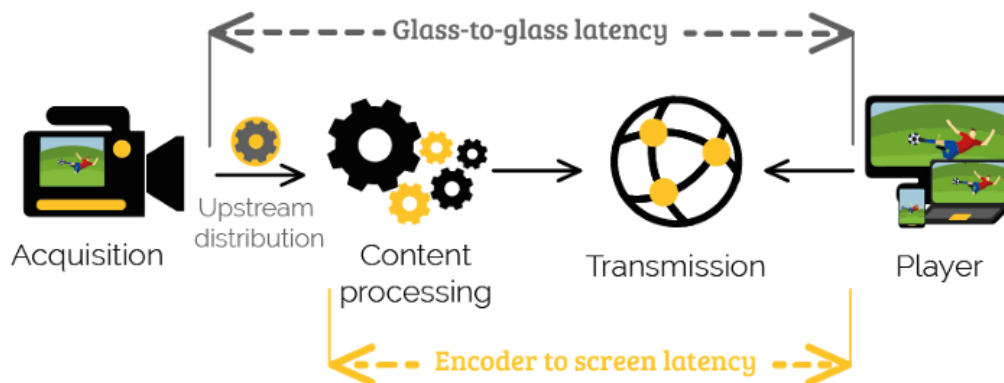 Glass-to-glass latency
Upstream
distribution
Acquisition
Content
processing
Transmission
Player
Encoder to screen latency